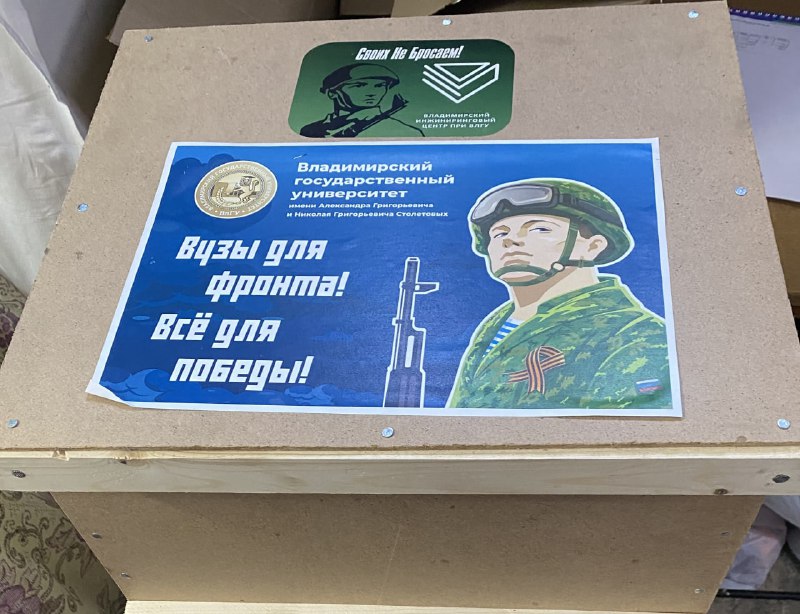 Своих Не Бросаем!
ВЛАДИМИРСКИЙ
ИНЖИНИРИНГОВЫЙ
ЦЕНТР ПРИ ВЛГУ
Владимирский
государственный
университет
имени Александра Григорьевича
и Николая Григорьевича Столетовых
Вузы для
фронта!
Всё для
победы!